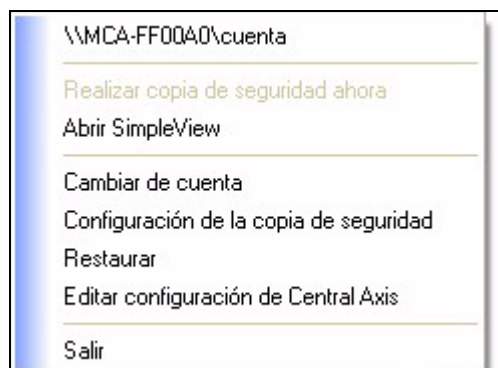 \\MCA-FF00A0\cuenta
Realizar copia de seguridad ahora
Abrir SimpleView
Cambiar de cuenta
Configuración de la copia de seguridad
Restaurar
Editar configuración de Central Axis
Salir